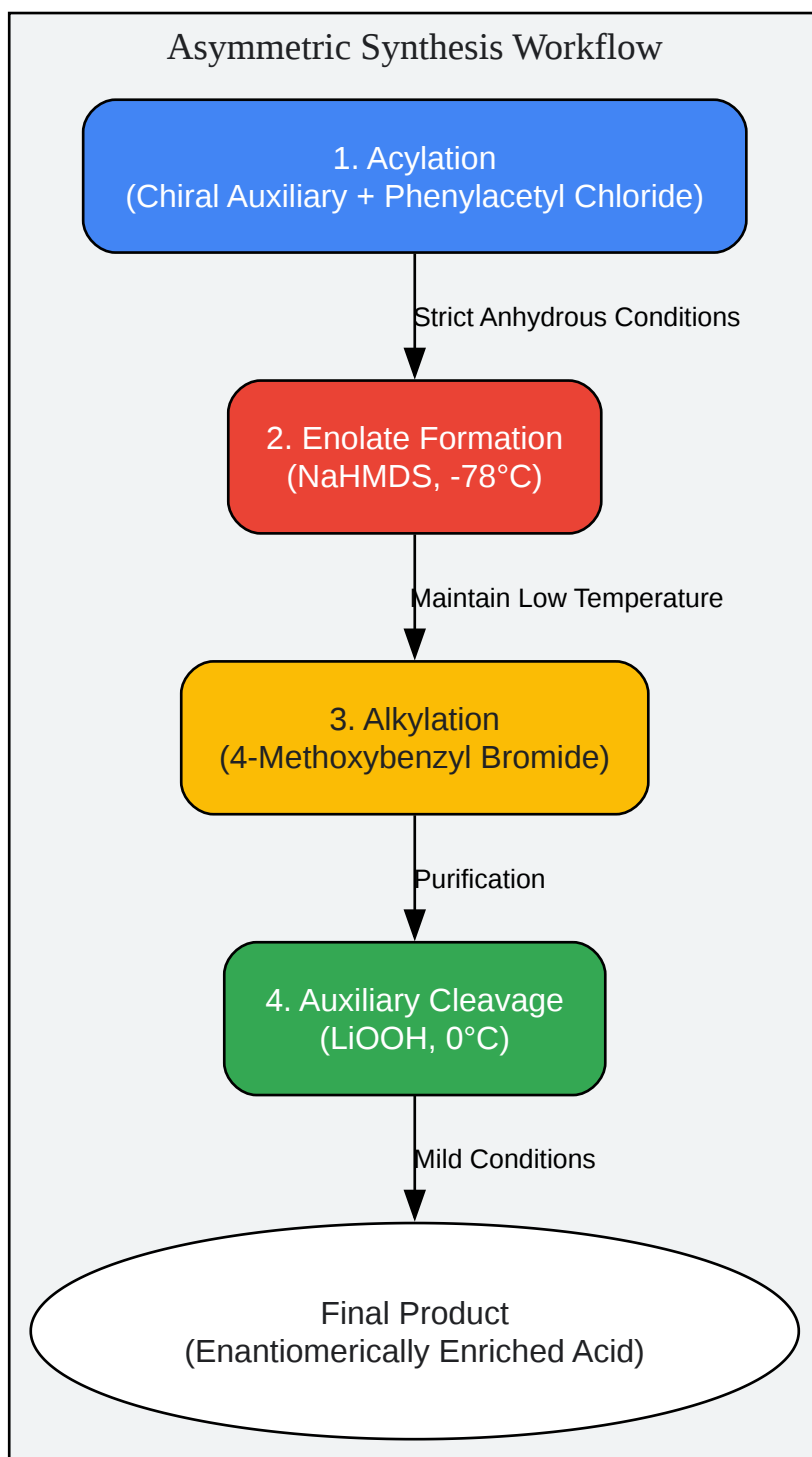 Asymmetric Synthesis Workflow
1. Acylation
(Chiral Auxiliary + Phenylacetyl Chloride)
Strict Anhydrous Conditions
2. Enolate Formation
(NaHMDS, -78°C)
Maintain Low Temperature
3. Alkylation
(4-Methoxybenzyl Bromide)
Purification
4. Auxiliary Cleavage
(LiOOH, 0°C)
Mild Conditions
Final Product
(Enantiomerically Enriched Acid)